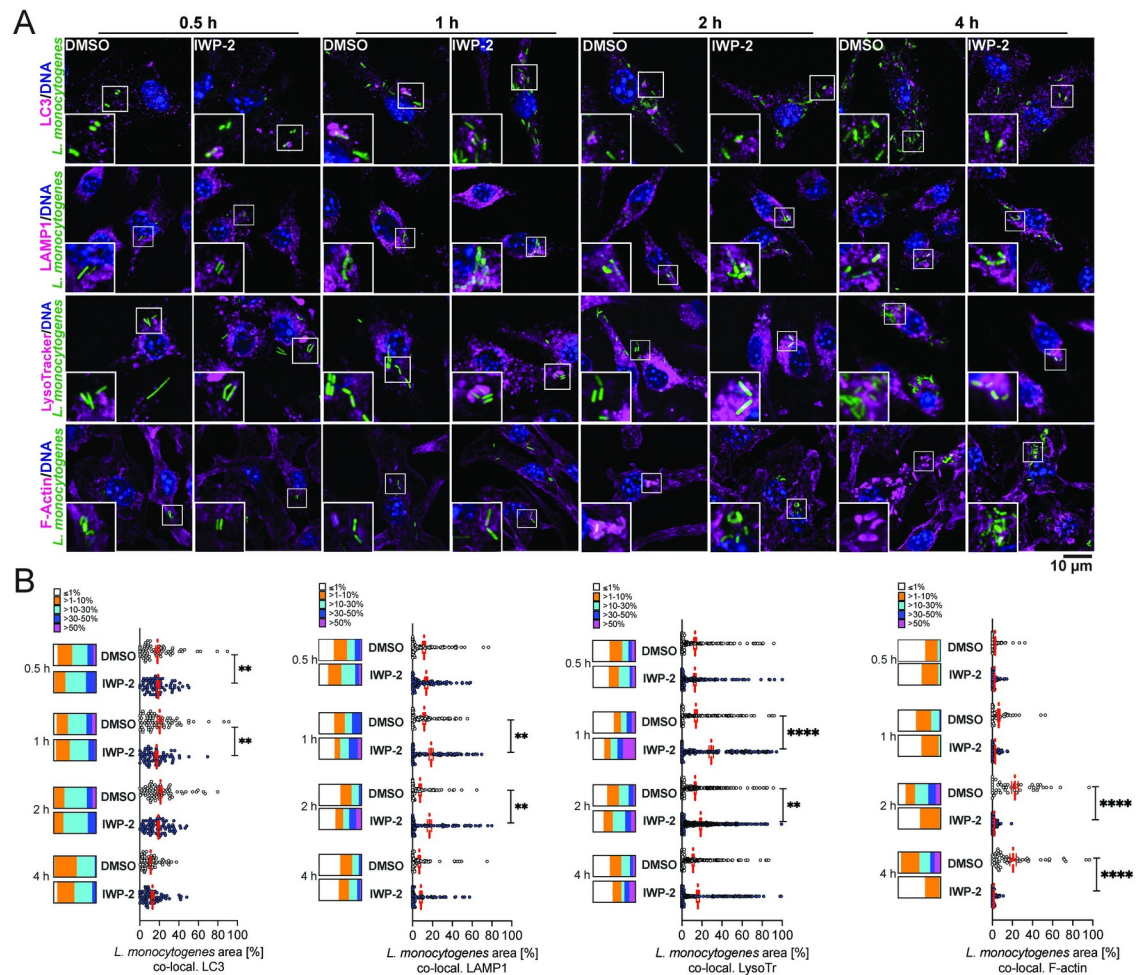 A
0.5 h
1 h
2 h
4 h
DMSO
IWP-2
DMSO
IWP-2
DMSO
IWP-2
DMSO
IWP-2
LC3/DNA
L. monocytogenes
LAMP1/DNA
L. monocytogenes
LysoTracker/DNA
L. monocytogenes
F-Actin/DNA
L. monocytogenes
10 µm
B
≤1%
>1-10%
>10-30%
>30-50%
>50%
0.5 h
DMSO
IWP-2
**
1 h
DMSO
IWP-2
**
2 h
DMSO
IWP-2
4 h
DMSO
IWP-2
0 20 40 60 80 100
L. monocytogenes area [%]
co-local. LC3
≤1%
>1-10%
>10-30%
>30-50%
>50%
0.5 h
DMSO
IWP-2
1 h
DMSO
IWP-2
**
2 h
DMSO
IWP-2
**
4 h
DMSO
IWP-2
0 20 40 60 80 100
L. monocytogenes area [%]
co-local. LAMP1
≤1%
>1-10%
>10-30%
>30-50%
>50%
0.5 h
DMSO
IWP-2
1 h
DMSO
IWP-2
****
2 h
DMSO
IWP-2
**
4 h
DMSO
IWP-2
0 20 40 60 80 100
L. monocytogenes area [%]
co-local. LysoTr
≤1%
>1-10%
>10-30%
>30-50%
>50%
0.5 h
DMSO
IWP-2
1 h
DMSO
IWP-2
2 h
DMSO
IWP-2
****
4 h
DMSO
IWP-2
****
0 20 40 60 80 100
L. monocytogenes area [%]
co-local. F-actin